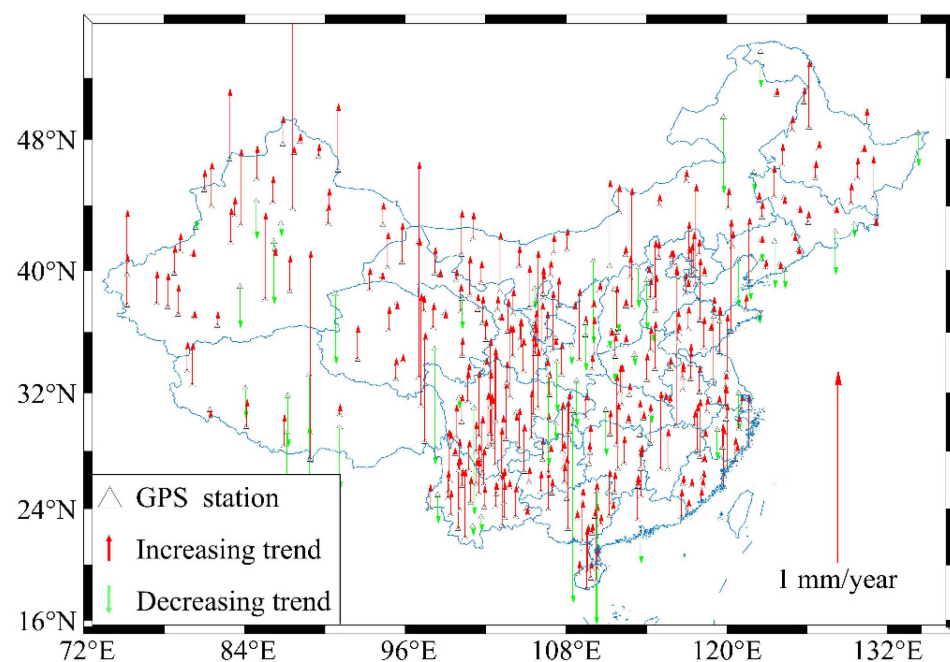 48°N
40°N
32°N
24°N
16°N
GPS station
Increasing trend
Decreasing trend
1 mm/year
72°E 84°E 96°E 108°E 120°E 132°E